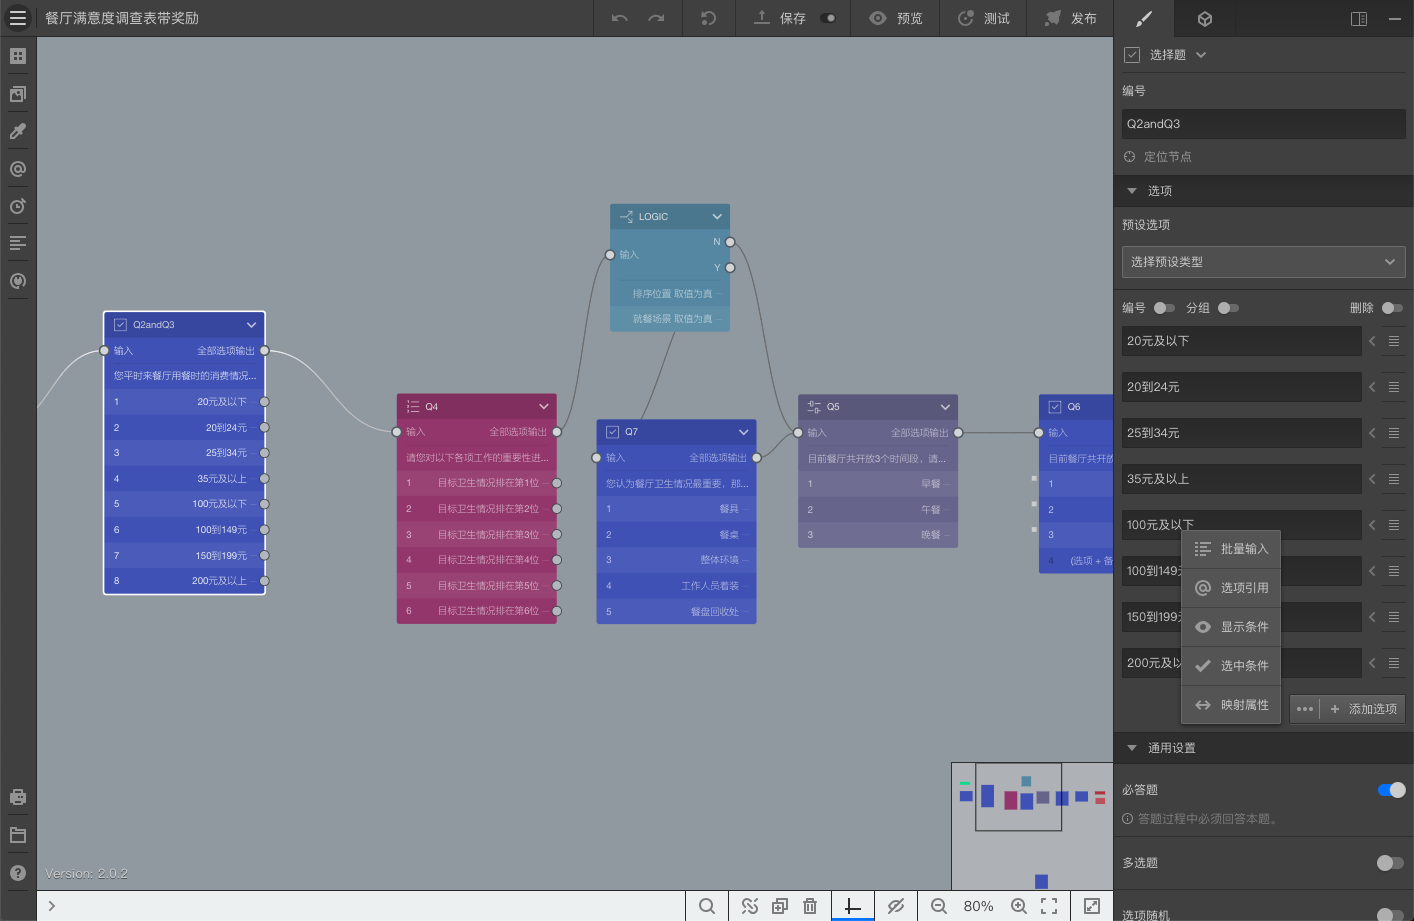 餐厅满意度调查表带奖励
保存
预览
测试
发布
选择题
编号
Q2andQ3
定位节点
选项
预设选项
选择预设类型
编号 分组 删除
20元及以下
20到24元
25到34元
35元及以上
100元及以下
100到149
150到199
200元及以
批量输入
选项引用
显示条件
选中条件
映射属性
添加选项
通用设置
必答题
答题过程中必须回答本题。
多选题
选项随机
LOGIC
N
输入
Y
排序位置 取值为真
就餐场景 取值为真
Q2andQ3
输入 全部选项输出
您平时来餐厅用餐时的消费情况...
1 20元及以下
2 20到24元
3 25到34元
4 35元及以上
5 100元及以下
6 100到149元
7 150到199元
8 200元及以上
Q4
输入 全部选项输出
请您对以下各项工作的重要性进...
1 目标卫生情况排在第1位
2 目标卫生情况排在第2位
3 目标卫生情况排在第3位
4 目标卫生情况排在第4位
5 目标卫生情况排在第5位
6 目标卫生情况排在第6位
Q7
输入 全部选项输出
您认为餐厅卫生情况最重要，那...
1 餐具
2 餐桌
3 整体环境
4 工作人员着装
5 餐盘回收处
Q5
输入 全部选项输出
目前餐厅共开放3个时间段，请...
1 早餐
2 午餐
3 晚餐
Q6
输入
目前餐厅共开放
1
2
3
4 (选项 + 备
Version: 2.0.2
80%